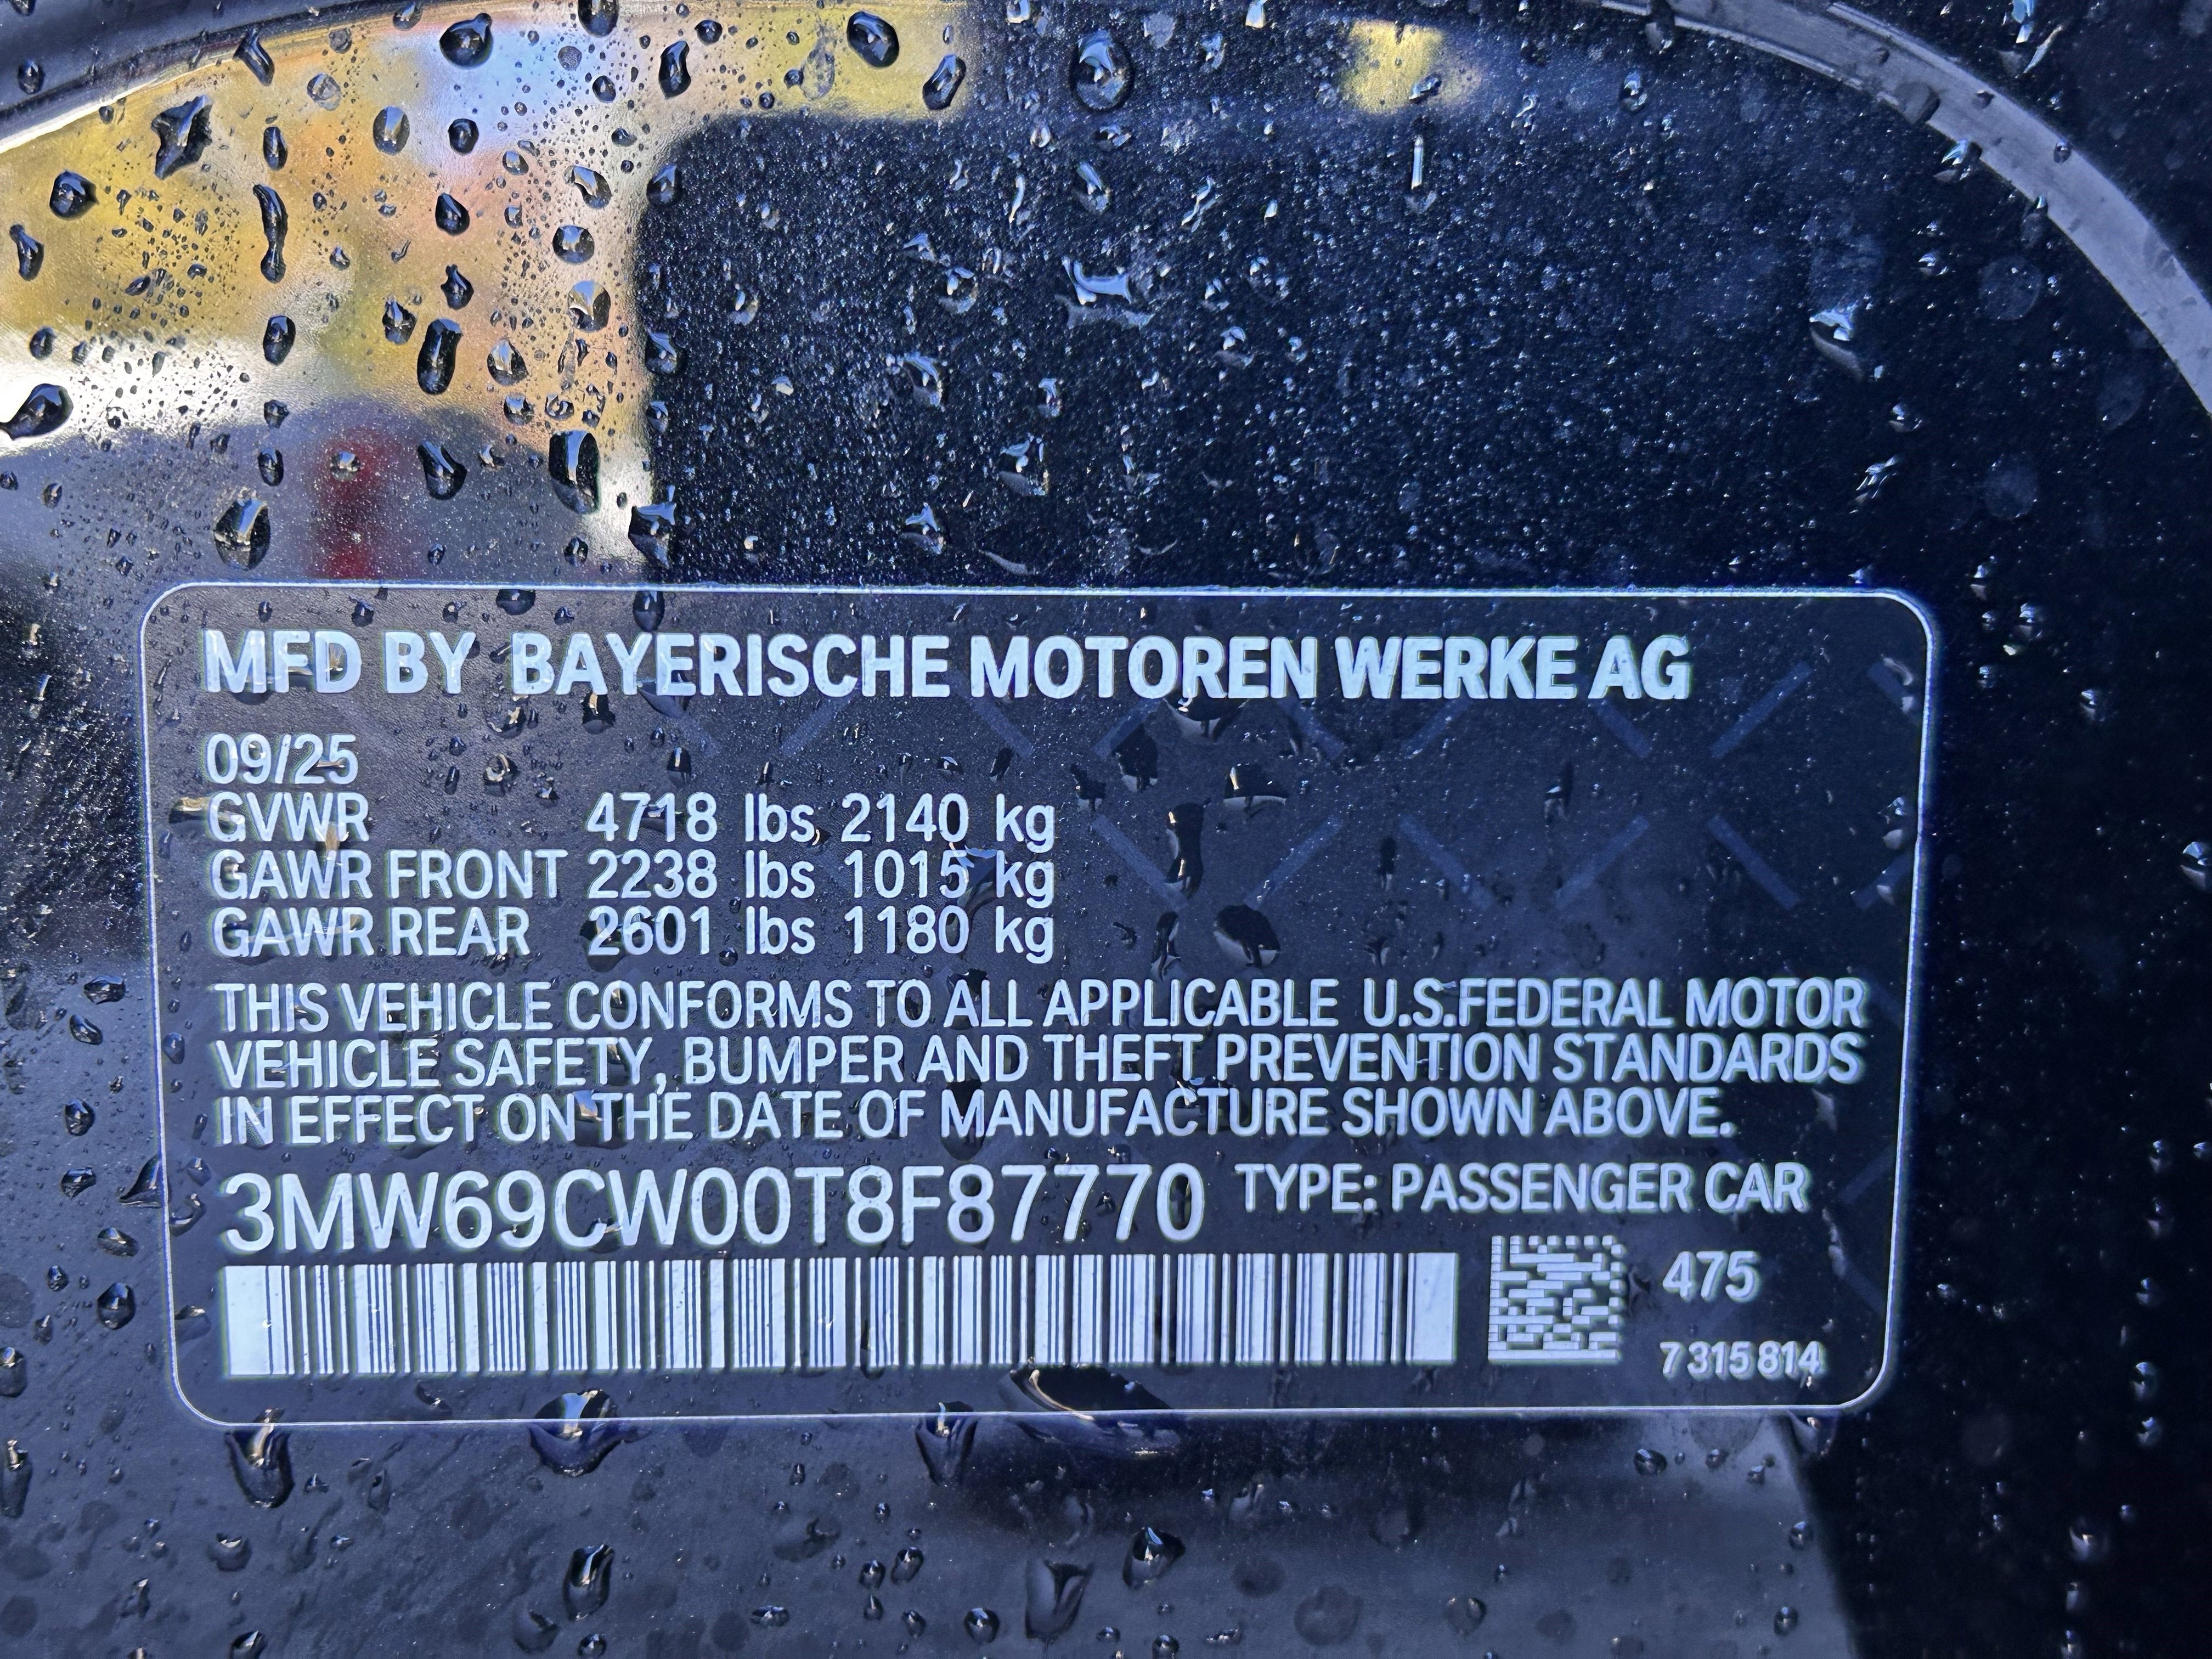 MFD BY BAYERISCHE MOTOREN WERKE AG
09/25
GVWR 4718 lbs 2140 kg
GAWR FRONT 2238 lbs 1015 kg
GAWR REAR 2601 lbs 1180 kg
THIS VEHICLE CONFORMS TO ALL APPLICABLE U.S.FEDERAL MOTOR
VEHICLE SAFETY, BUMPER AND THEFT PREVENTION STANDARDS
IN EFFECT ON THE DATE OF MANUFACTURE SHOWN ABOVE.
3MW69CW00T8F87770 TYPE: PASSENGER CAR
475
7 315 814